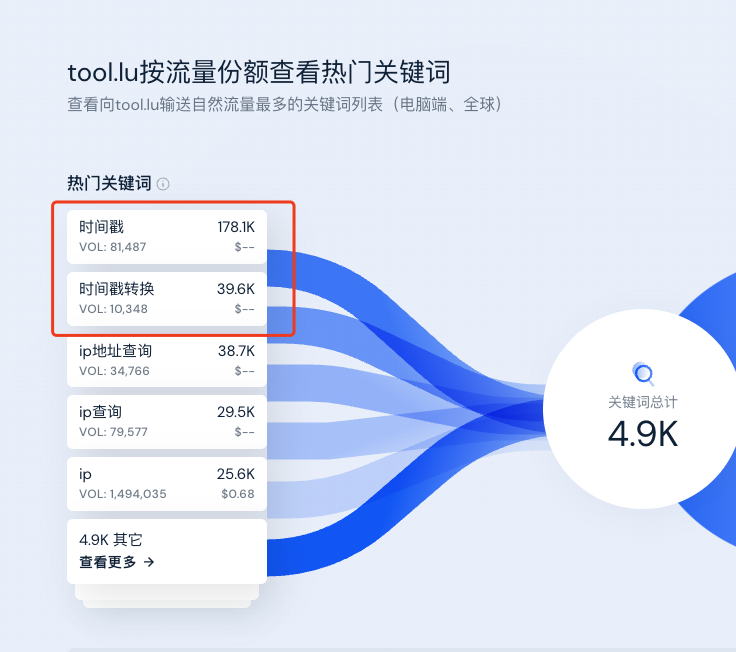 tool.lu按流量份额查看热门关键词
查看向tool.lu输送自然流量最多的关键词列表（电脑端、全球）
热门关键词
时间戳 178.1K
VOL: 81,487 $--
时间戳转换 39.6K
VOL: 10,348 $--
ip地址查询 38.7K
VOL: 34,766 $--
ip查询 29.5K
VOL: 79,577 $--
ip 25.6K
VOL: 1,494,035 $0.68
4.9K 其它
查看更多 →
关键词总计
4.9K